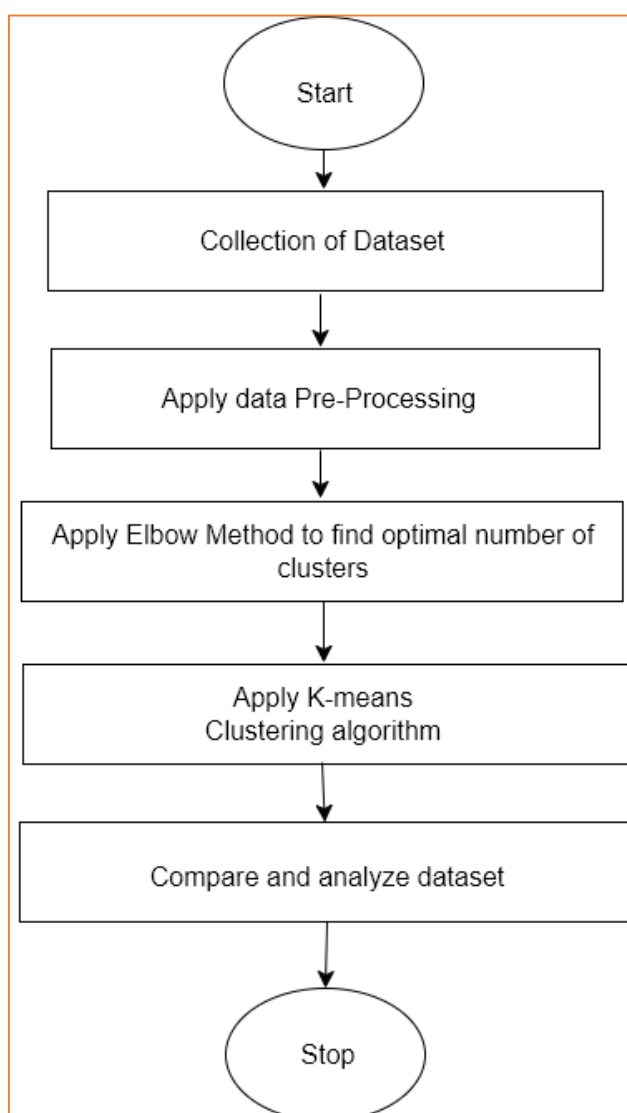 Start
Collection of Dataset
Apply data Pre-Processing
Apply Elbow Method to find optimal number of
clusters
Apply K-means
Clustering algorithm
Compare and analyze dataset
Stop